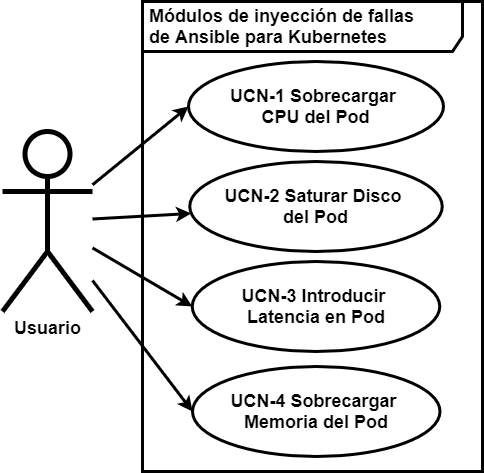 Módulos de inyección de fallas
de Ansible para Kubernetes
UCN-1 Sobrecargar
CPU del Pod
UCN-2 Saturar Disco
del Pod
UCN-3 Introducir
Latencia en Pod
Usuario
UCN-4 Sobrecargar
Memoria del Pod